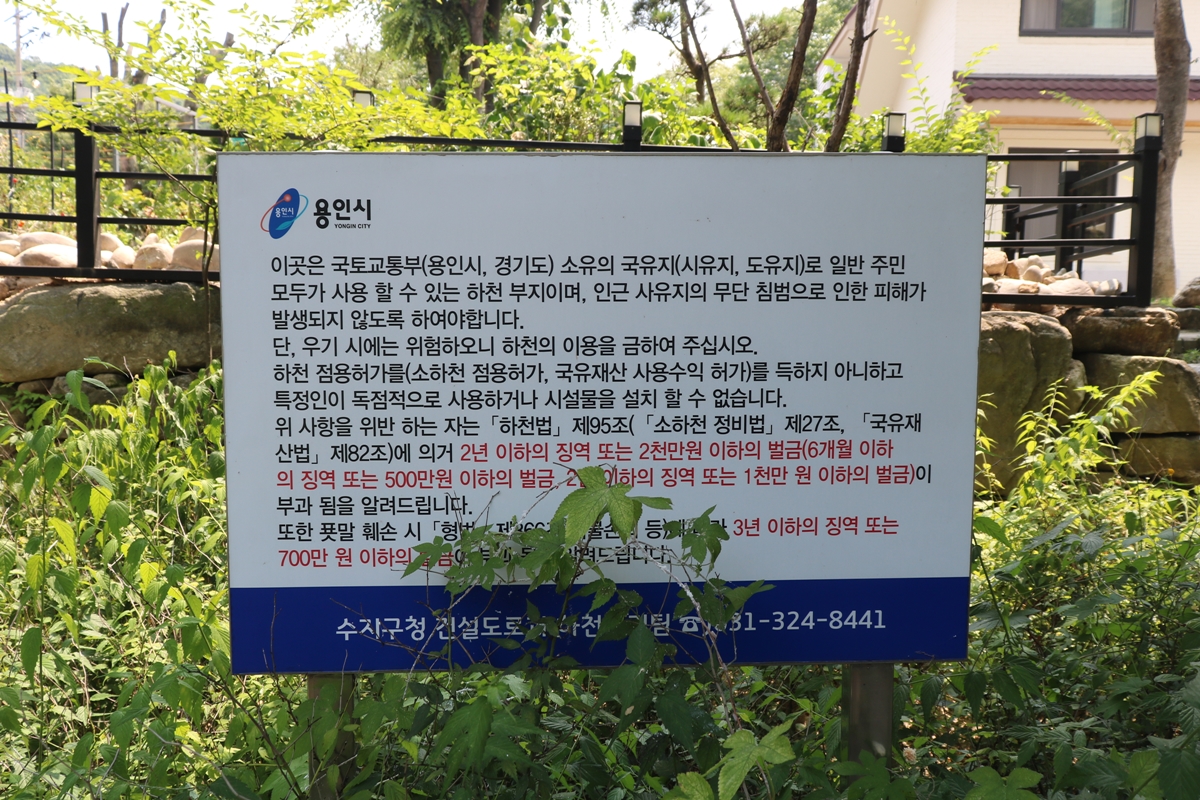 용인시
용인시
YONGIN CITY
이곳은 국토교통부(용인시, 경기도) 소유의 국유지(시유지, 도유지)로 일반 주민
모두가 사용 할 수 있는 하천 부지이며, 인근 사유지의 무단 침범으로 인한 피해가
발생되지 않도록 하여야합니다.
단, 우기 시에는 위험하오니 하천의 이용을 금하여 주십시오.
하천 점용허가를(소하천 점용허가, 국유재산 사용수익 허가)를 득하지 아니하고
특정인이 독점적으로 사용하거나 시설물을 설치 할 수 없습니다.
위 사항을 위반 하는 자는「하천법」제95조(「소하천 정비법」제27조, 「국유재
산법」제82조)에 의거 2년 이하의 징역 또는 2천만원 이하의 벌금(6개월 이하
의 징역 또는 500만원 이하의 벌금, 2년 이하의 징역 또는 1천만 원 이하의 벌금)이
부과 됨을 알려드립니다.
또한 푯말 훼손 시 등) 3년 이하의 징역 또는
700만 원 이하의 알려드립니다.
수지구청 건설도로과 하천 ☎ 031-324-8441